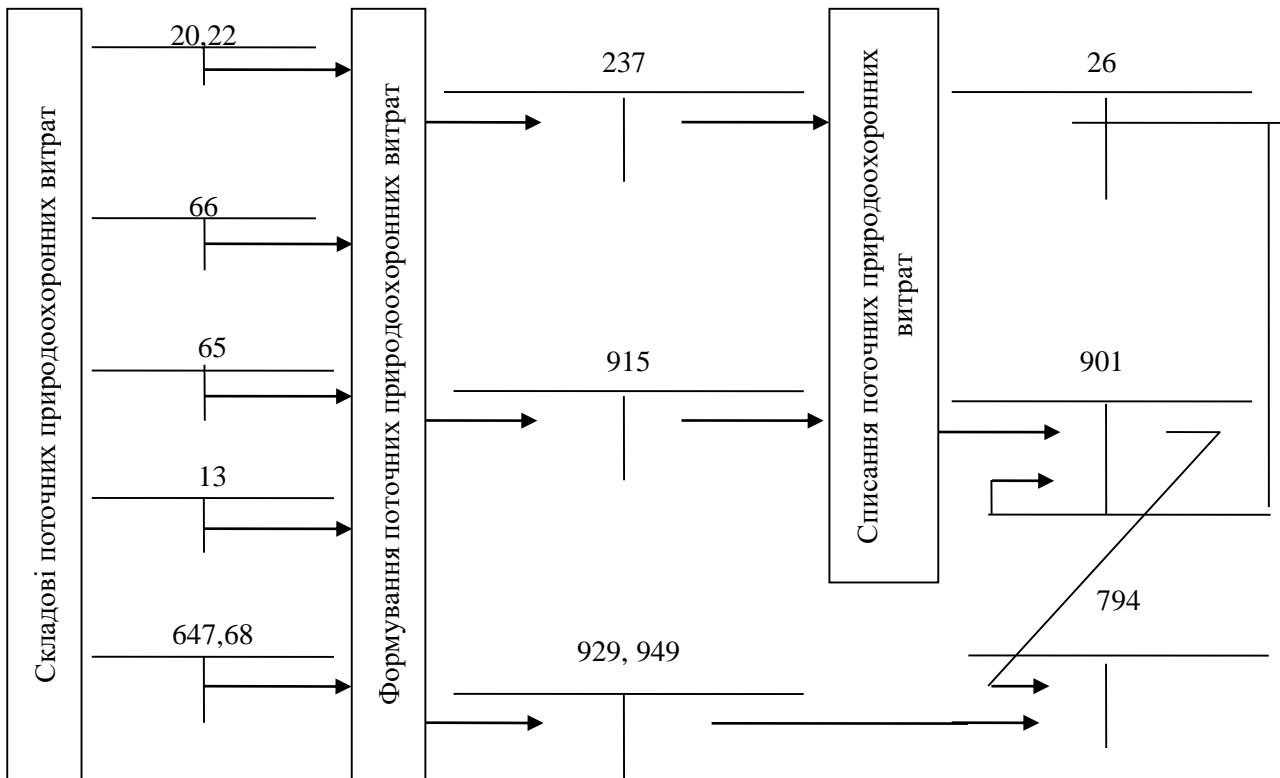 Складові поточних природоохоронних витрат
20,22
66
65
13
647,68
Формування поточних природоохоронних витрат
237
915
929, 949
Списання поточних природоохоронних
витрат
26
901
794